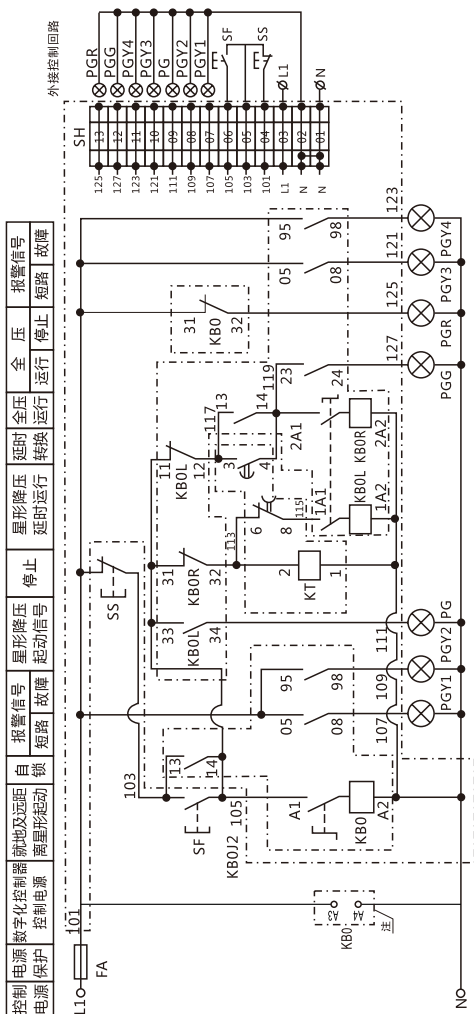 外接控制回路
PGR
PGG
PGY4
PGY3
PG
PGY2
PGY1
SF
SS
L1
N
SH
13
12
11
10
09
08
07
06
05
04
03
02
01
125
127
123
121
111
109
107
105
103
101
L1
N
N
控制电源
电源保护
数字化控制器控制电源
就地及远距离星形起动
自锁
报警信号
短路
故障
星形降压起动信号
停止
星形降压延时运行
延时转换
全压运行
全 压
运行
停止
报警信号
短路
故障
95
98
123
PGY4
05
08
121
PGY3
31
KB0
32
125
PGR
119
23
24
127
PGG
117
13
14
11
KB0L
12
3
4
2A1
KB0R
2A2
113
6
8
115
1A1
KB0L
1A2
SS
31
KB0R
32
2
KT
1
33
KB0L
34
111
PG
95
98
109
PGY2
05
08
107
PGY1
103
13
14
SF
105
KB0J2
A1
KB0
A2
101
KB0
A3
A4
注
FA
L1
N